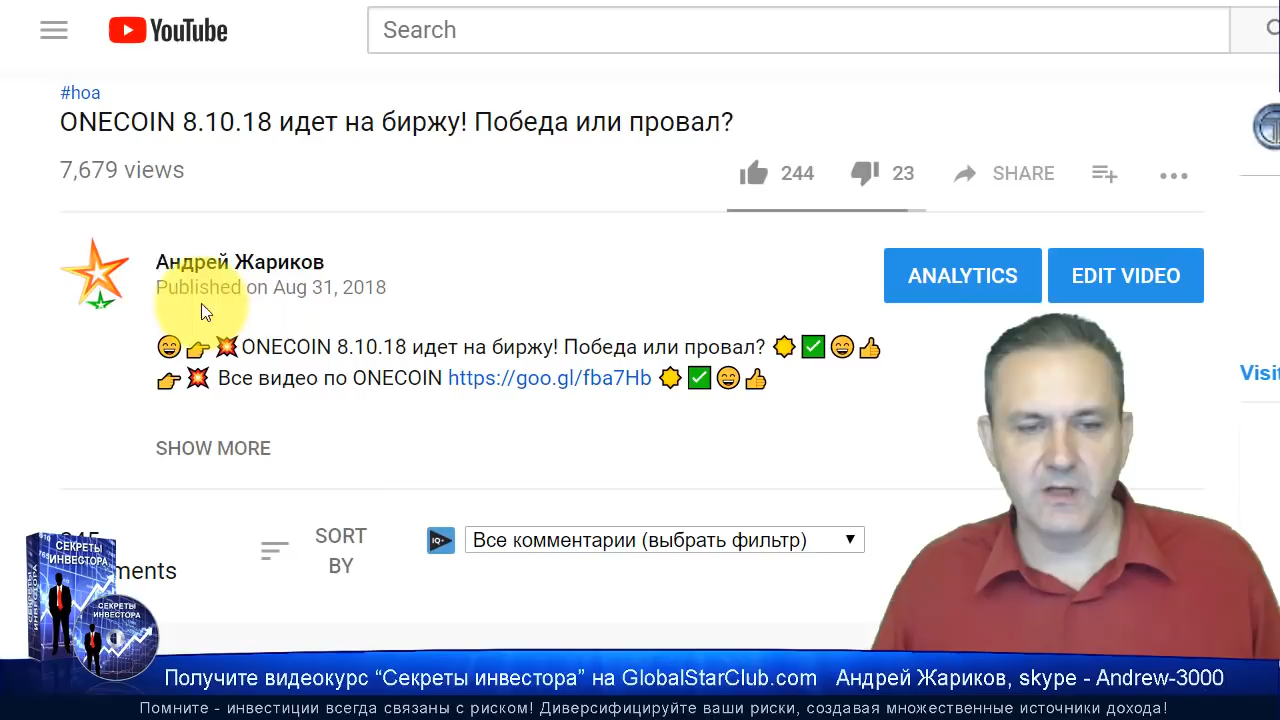 YouTube
Search
#hoa
ONECOIN 8.10.18 идет на биржу! Победа или провал?
7,679 views
244 23 SHARE
Андрей Жариков
Published on Aug 31, 2018
ANALYTICS EDIT VIDEO
ONECOIN 8.10.18 идет на биржу! Победа или провал?
Все видео по ONECOIN https://goo.gl/fba7Hb
Visit
SHOW MORE
SORT BY
IQ+ Все комментарии (выбрать фильтр)
СЕКРЕТЫ
ИНВЕСТОРА
СЕКРЕТЫ
ИНВЕСТОРА
Получите видеокурс “Секреты инвестора” на GlobalStarClub.com Андрей Жариков, skype - Andrew-3000
Помните - инвестиции всегда связаны с риском! Диверсифицируйте ваши риски, создавая множественные источники дохода!